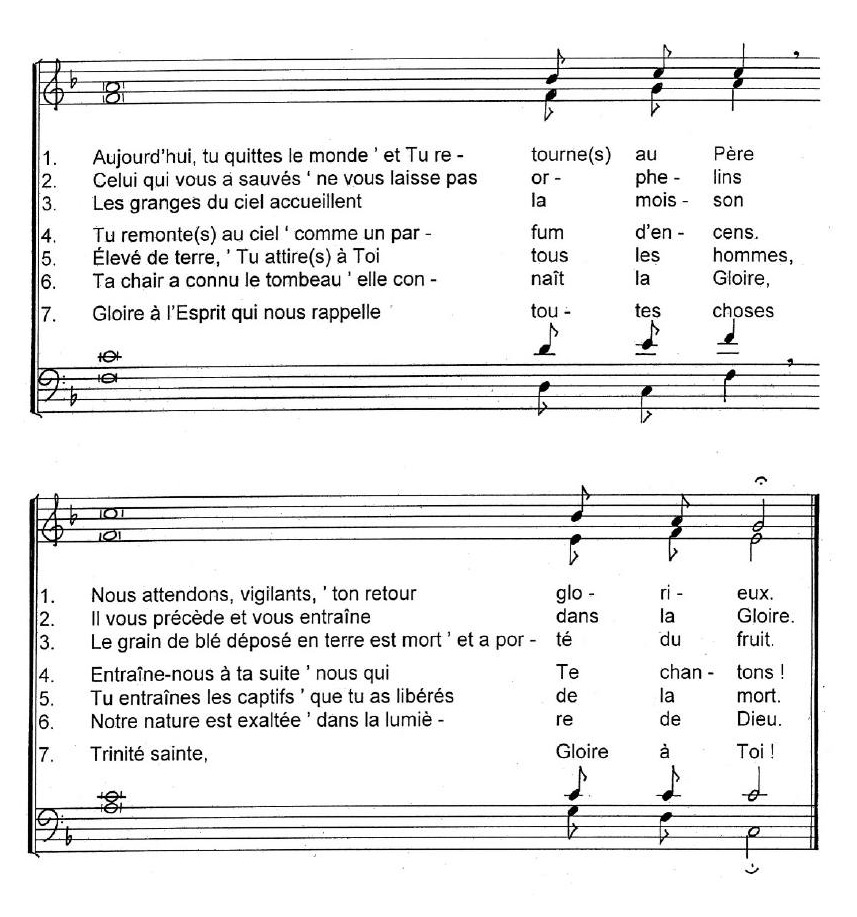 1. Aujourd'hui, tu quittes le monde ' et Tu re - tourne(s) au Père
2. Celui qui vous a sauvés ' ne vous laisse pas or - phe - lins
3. Les granges du ciel accueillent la mois - son
4. Tu remonte(s) au ciel ' comme un par - fum d'en - cens.
5. Élevé de terre, ' Tu attire(s) à Toi tous les hommes,
6. Ta chair a connu le tombeau ' elle con - naît la Gloire,
7. Gloire à l'Esprit qui nous rappelle tou - tes choses
1. Nous attendons, vigilants, ' ton retour glo - ri - eux.
2. Il vous précède et vous entraîne dans la Gloire.
3. Le grain de blé déposé en terre est mort ' et a por - té du fruit.
4. Entraîne-nous à ta suite ' nous qui Te chan - tons !
5. Tu entraînes les captifs ' que tu as libérés de la mort.
6. Notre nature est exaltée ' dans la lumiè - re de Dieu.
7. Trinité sainte, Gloire à Toi !